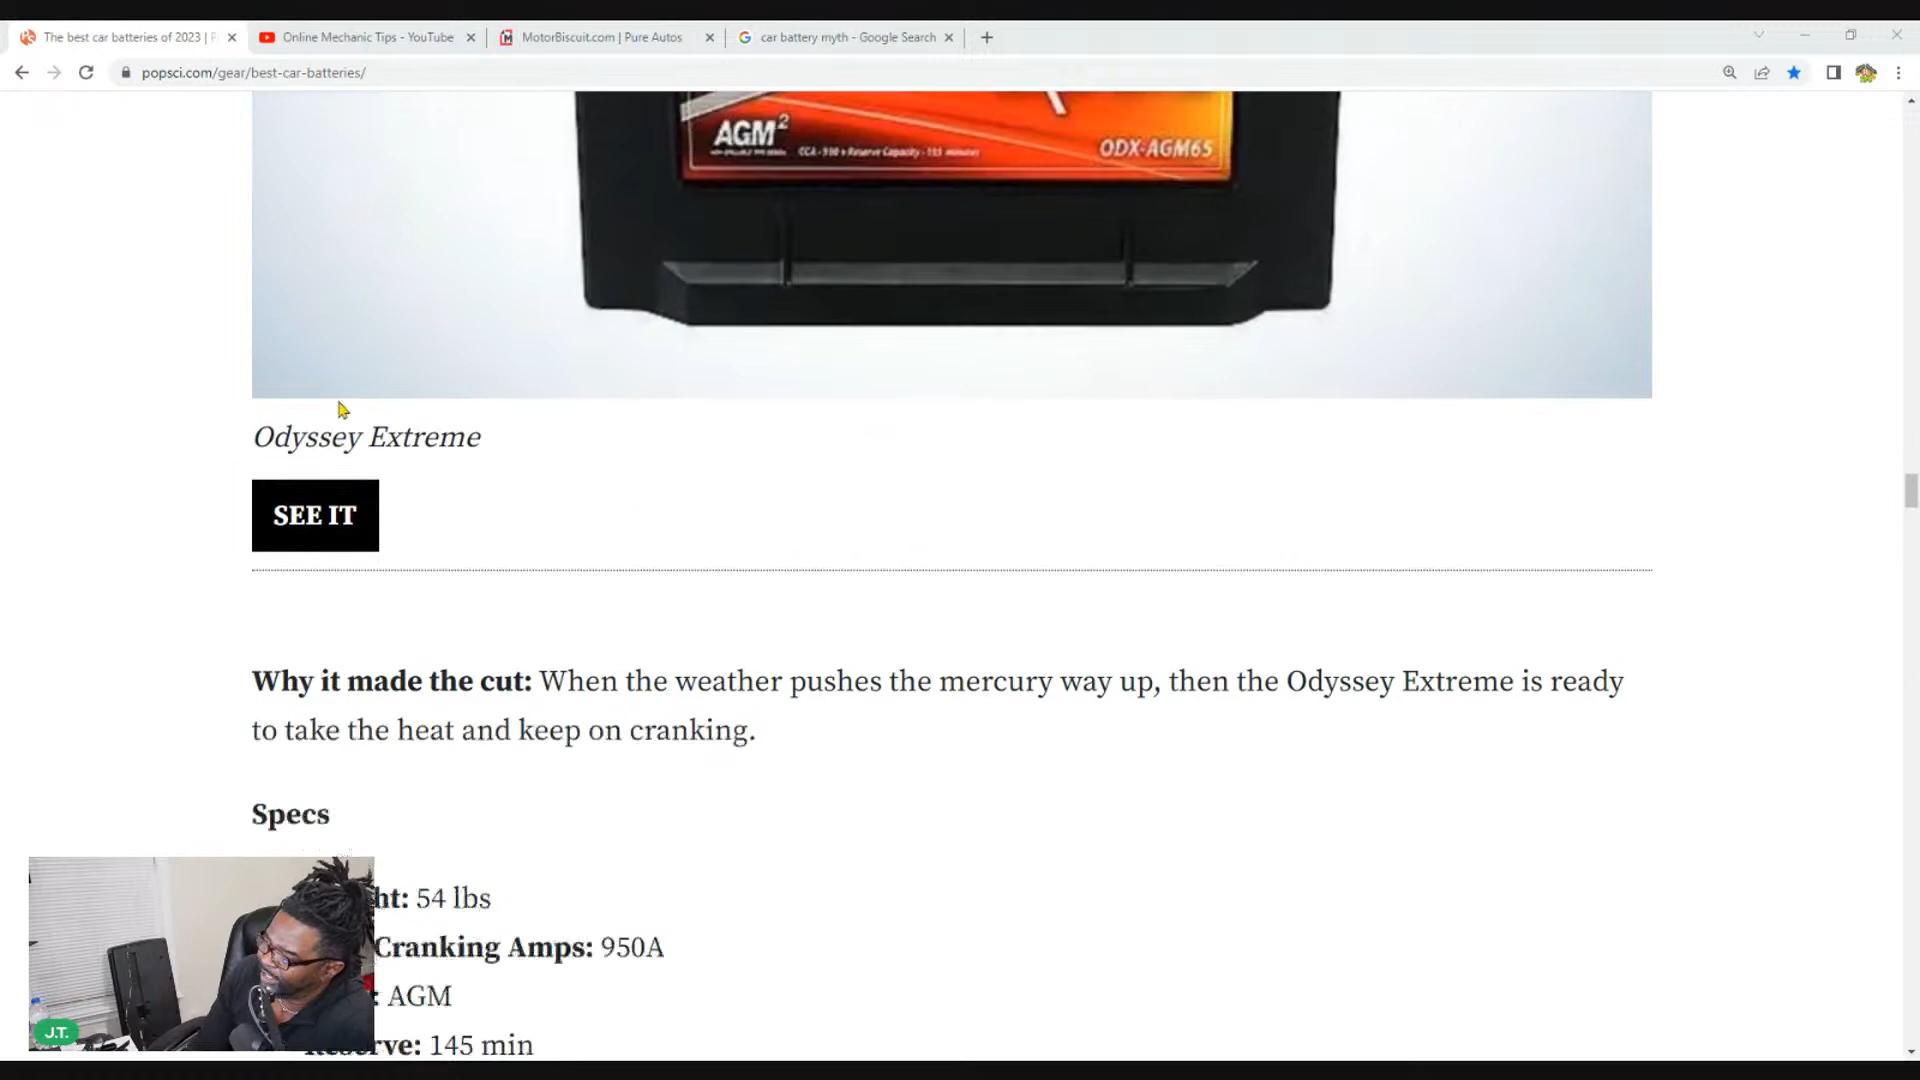 The best car batteries of 2023 | P
Online Mechanic Tips - YouTube
MotorBiscuit.com | Pure Autos
car battery myth - Google Search
popsci.com/gear/best-car-batteries/
AGM2
ODX-AGM65
Odyssey Extreme
SEE IT
Why it made the cut: When the weather pushes the mercury way up, then the Odyssey Extreme is ready
to take the heat and keep on cranking.
Specs
ht: 54 lbs
Cranking Amps: 950A
: AGM
Reserve: 145 min
J.T.